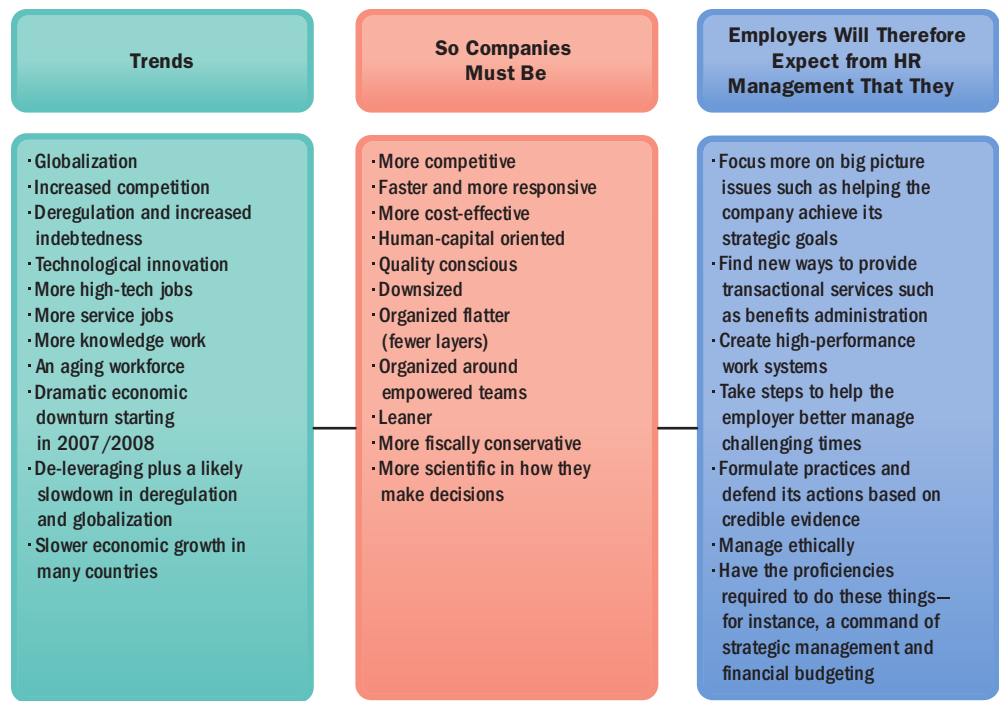 Trends
So Companies
Must Be
Employers Will Therefore
Expect from HR
Management That They
· Globalization
· Increased competition
· Deregulation and increased
indebtedness
· Technological innovation
· More high-tech jobs
· More service jobs
· More knowledge work
· An aging workforce
· Dramatic economic
downturn starting
in 2007/2008
· De-leveraging plus a likely
slowdown in deregulation
and globalization
· Slower economic growth in
many countries
· More competitive
· Faster and more responsive
· More cost-effective
· Human-capital oriented
· Quality conscious
· Downsized
· Organized flatter
(fewer layers)
· Organized around
empowered teams
· Leaner
· More fiscally conservative
· More scientific in how they
make decisions
· Focus more on big picture
issues such as helping the
company achieve its
strategic goals
· Find new ways to provide
transactional services such
as benefits administration
· Create high-performance
work systems
· Take steps to help the
employer better manage
challenging times
· Formulate practices and
defend its actions based on
credible evidence
· Manage ethically
· Have the proficiencies
required to do these things—
for instance, a command of
strategic management and
financial budgeting